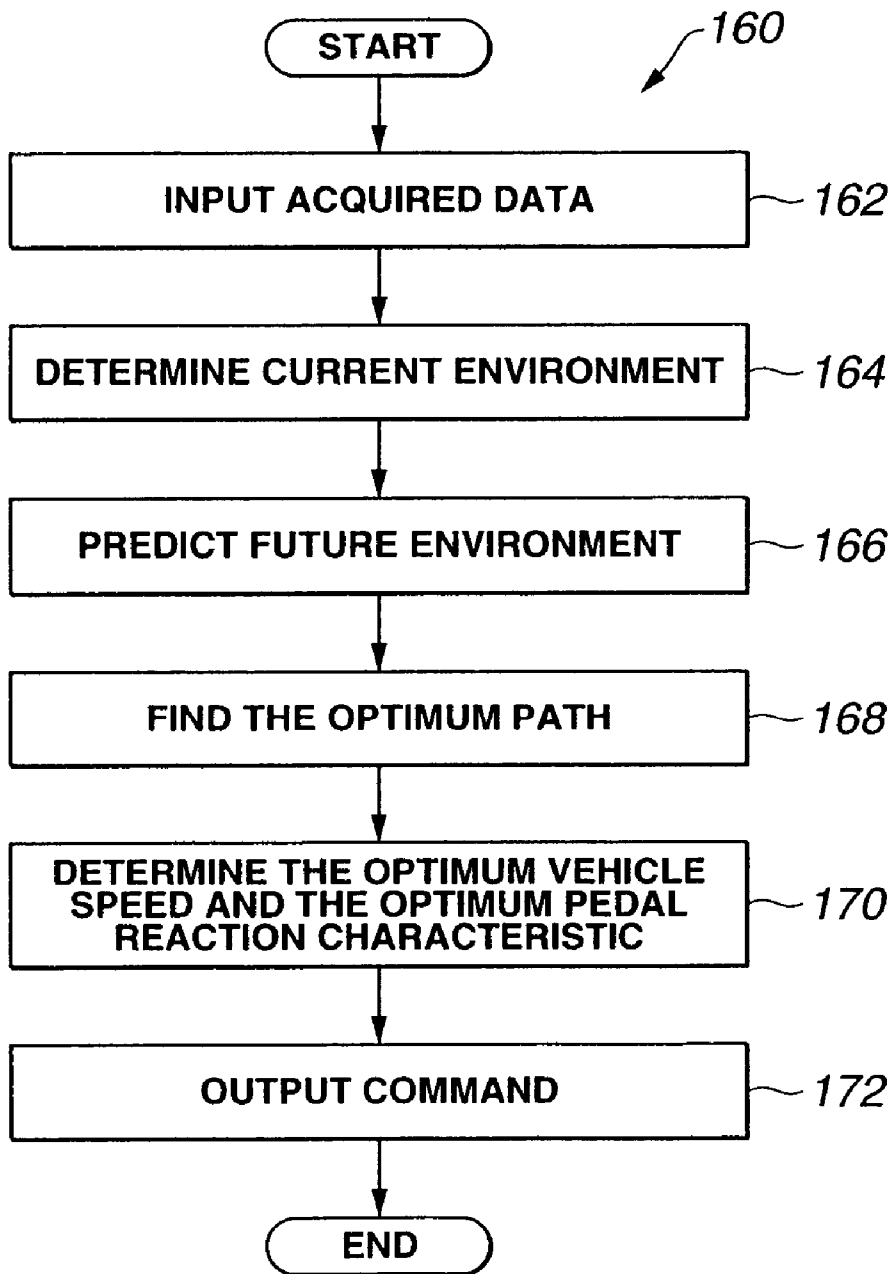 START
160
INPUT ACQUIRED DATA
162
DETERMINE CURRENT ENVIRONMENT
164
PREDICT FUTURE ENVIRONMENT
166
FIND THE OPTIMUM PATH
168
DETERMINE THE OPTIMUM VEHICLE
SPEED AND THE OPTIMUM PEDAL
REACTION CHARACTERISTIC
170
OUTPUT COMMAND
172
END